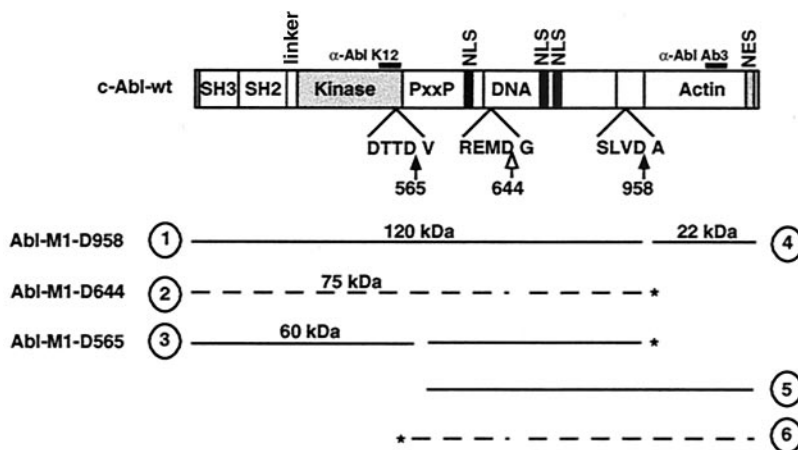 linker
α-Abl K12
NLS
NLS
NLS
α-Abl Ab3
NES
c-Abl-wt
SH3 SH2 Kinase PxxP DNA Actin
DTTD V REMD G SLVD A
565 644 958
Abl-M1-D958 1 120 kDa 22 kDa 4
Abl-M1-D644 2 75 kDa *
Abl-M1-D565 3 60 kDa *
5
* 6